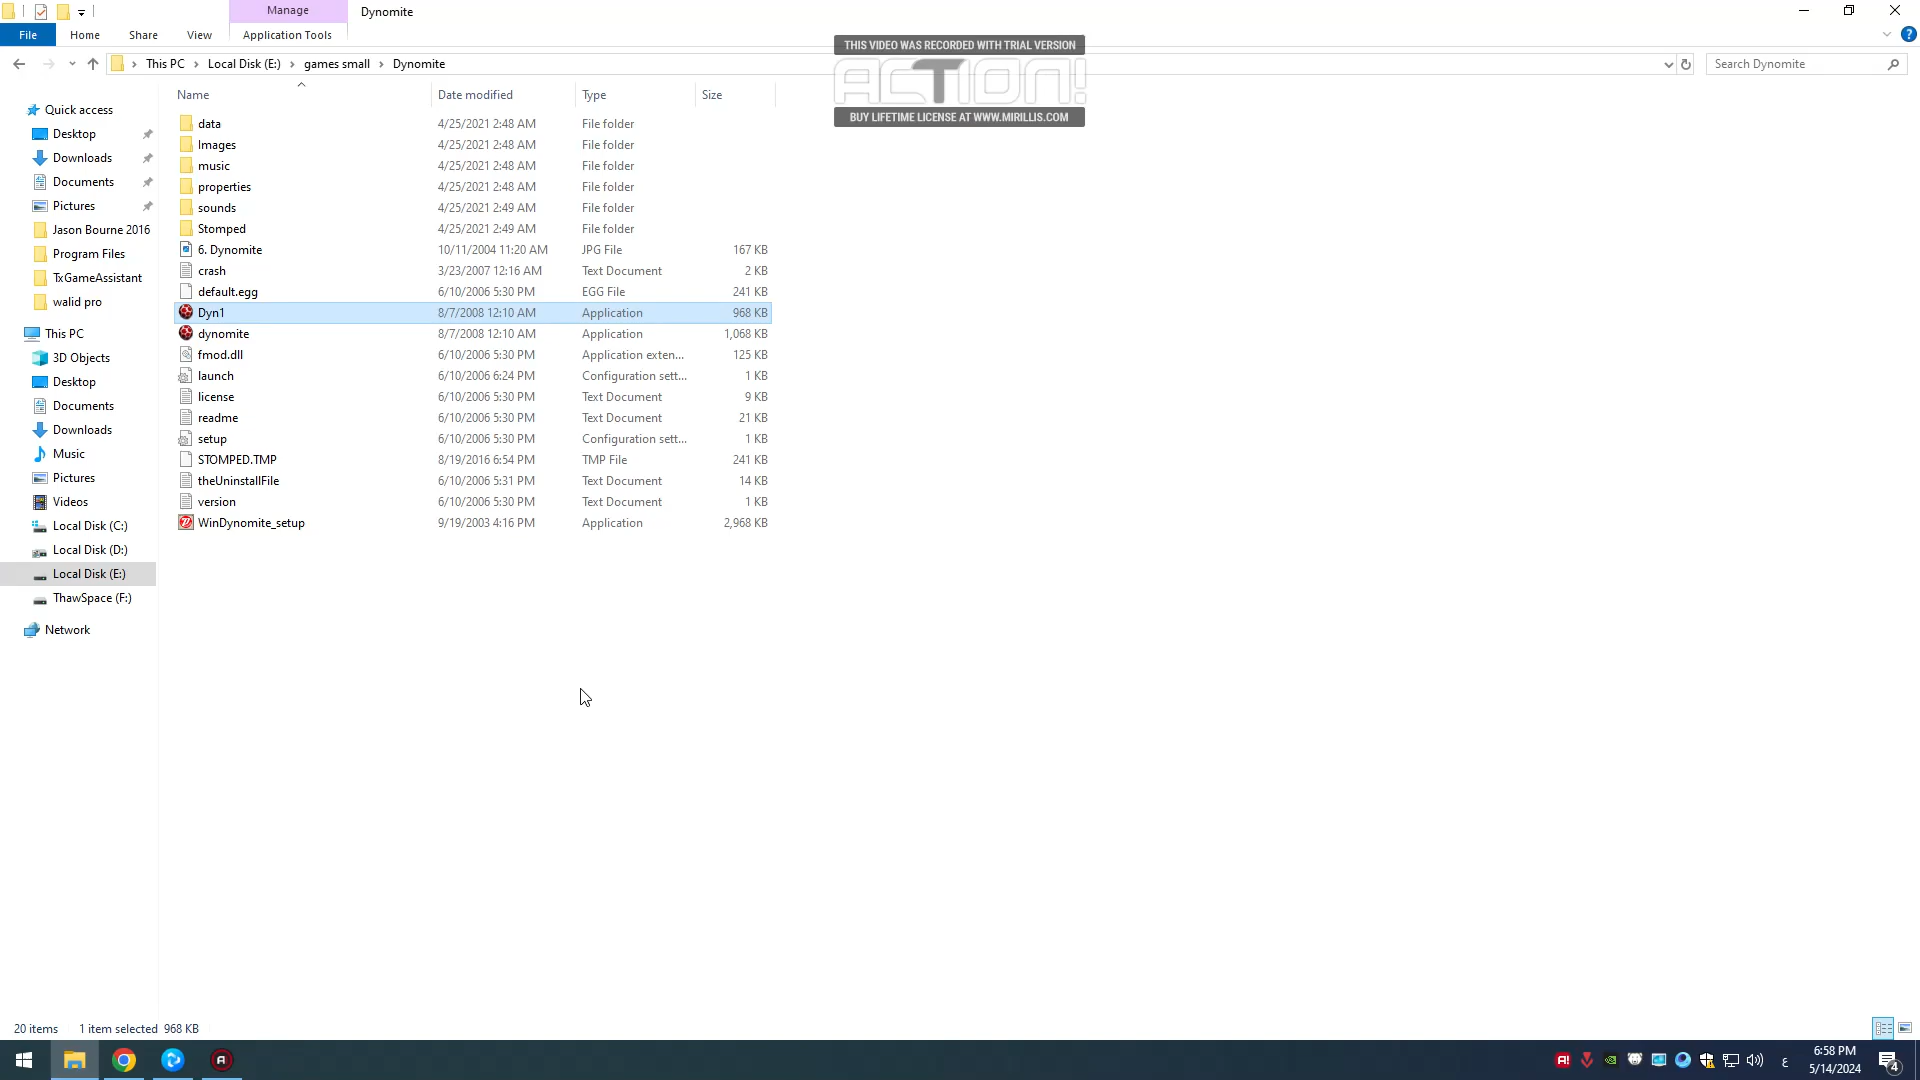 Manage
Dynomite
File
Home
Share
View
Application Tools
THIS VIDEO WAS RECORDED WITH TRIAL VERSION
ACTION!
BUY LIFETIME LICENSE AT WWW.MIRILLIS.COM
This PC
Local Disk (E:)
games small
Dynomite
Search Dynomite
Name
Date modified
Type
Size
Quick access
Desktop
Downloads
Documents
Pictures
Jason Bourne 2016
Program Files
TxGameAssistant
walid pro
This PC
3D Objects
Desktop
Documents
Downloads
Music
Pictures
Videos
Local Disk (C:)
Local Disk (D:)
Local Disk (E:)
ThawSpace (F:)
Network
data 4/25/2021 2:48 AM File folder
Images 4/25/2021 2:48 AM File folder
music 4/25/2021 2:48 AM File folder
properties 4/25/2021 2:48 AM File folder
sounds 4/25/2021 2:49 AM File folder
Stomped 4/25/2021 2:49 AM File folder
6. Dynomite 10/11/2004 11:20 AM JPG File 167 KB
crash 3/23/2007 12:16 AM Text Document 2 KB
default.egg 6/10/2006 5:30 PM EGG File 241 KB
Dyn1 8/7/2008 12:10 AM Application 968 KB
dynomite 8/7/2008 12:10 AM Application 1,068 KB
fmod.dll 6/10/2006 5:30 PM Application exten... 125 KB
launch 6/10/2006 6:24 PM Configuration sett... 1 KB
license 6/10/2006 5:30 PM Text Document 9 KB
readme 6/10/2006 5:30 PM Text Document 21 KB
setup 6/10/2006 5:30 PM Configuration sett... 1 KB
STOMPED.TMP 8/19/2016 6:54 PM TMP File 241 KB
theUninstallFile 6/10/2006 5:31 PM Text Document 14 KB
version 6/10/2006 5:30 PM Text Document 1 KB
WinDynomite_setup 9/19/2003 4:16 PM Application 2,968 KB
20 items
1 item selected 968 KB
ع
6:58 PM
5/14/2024
4